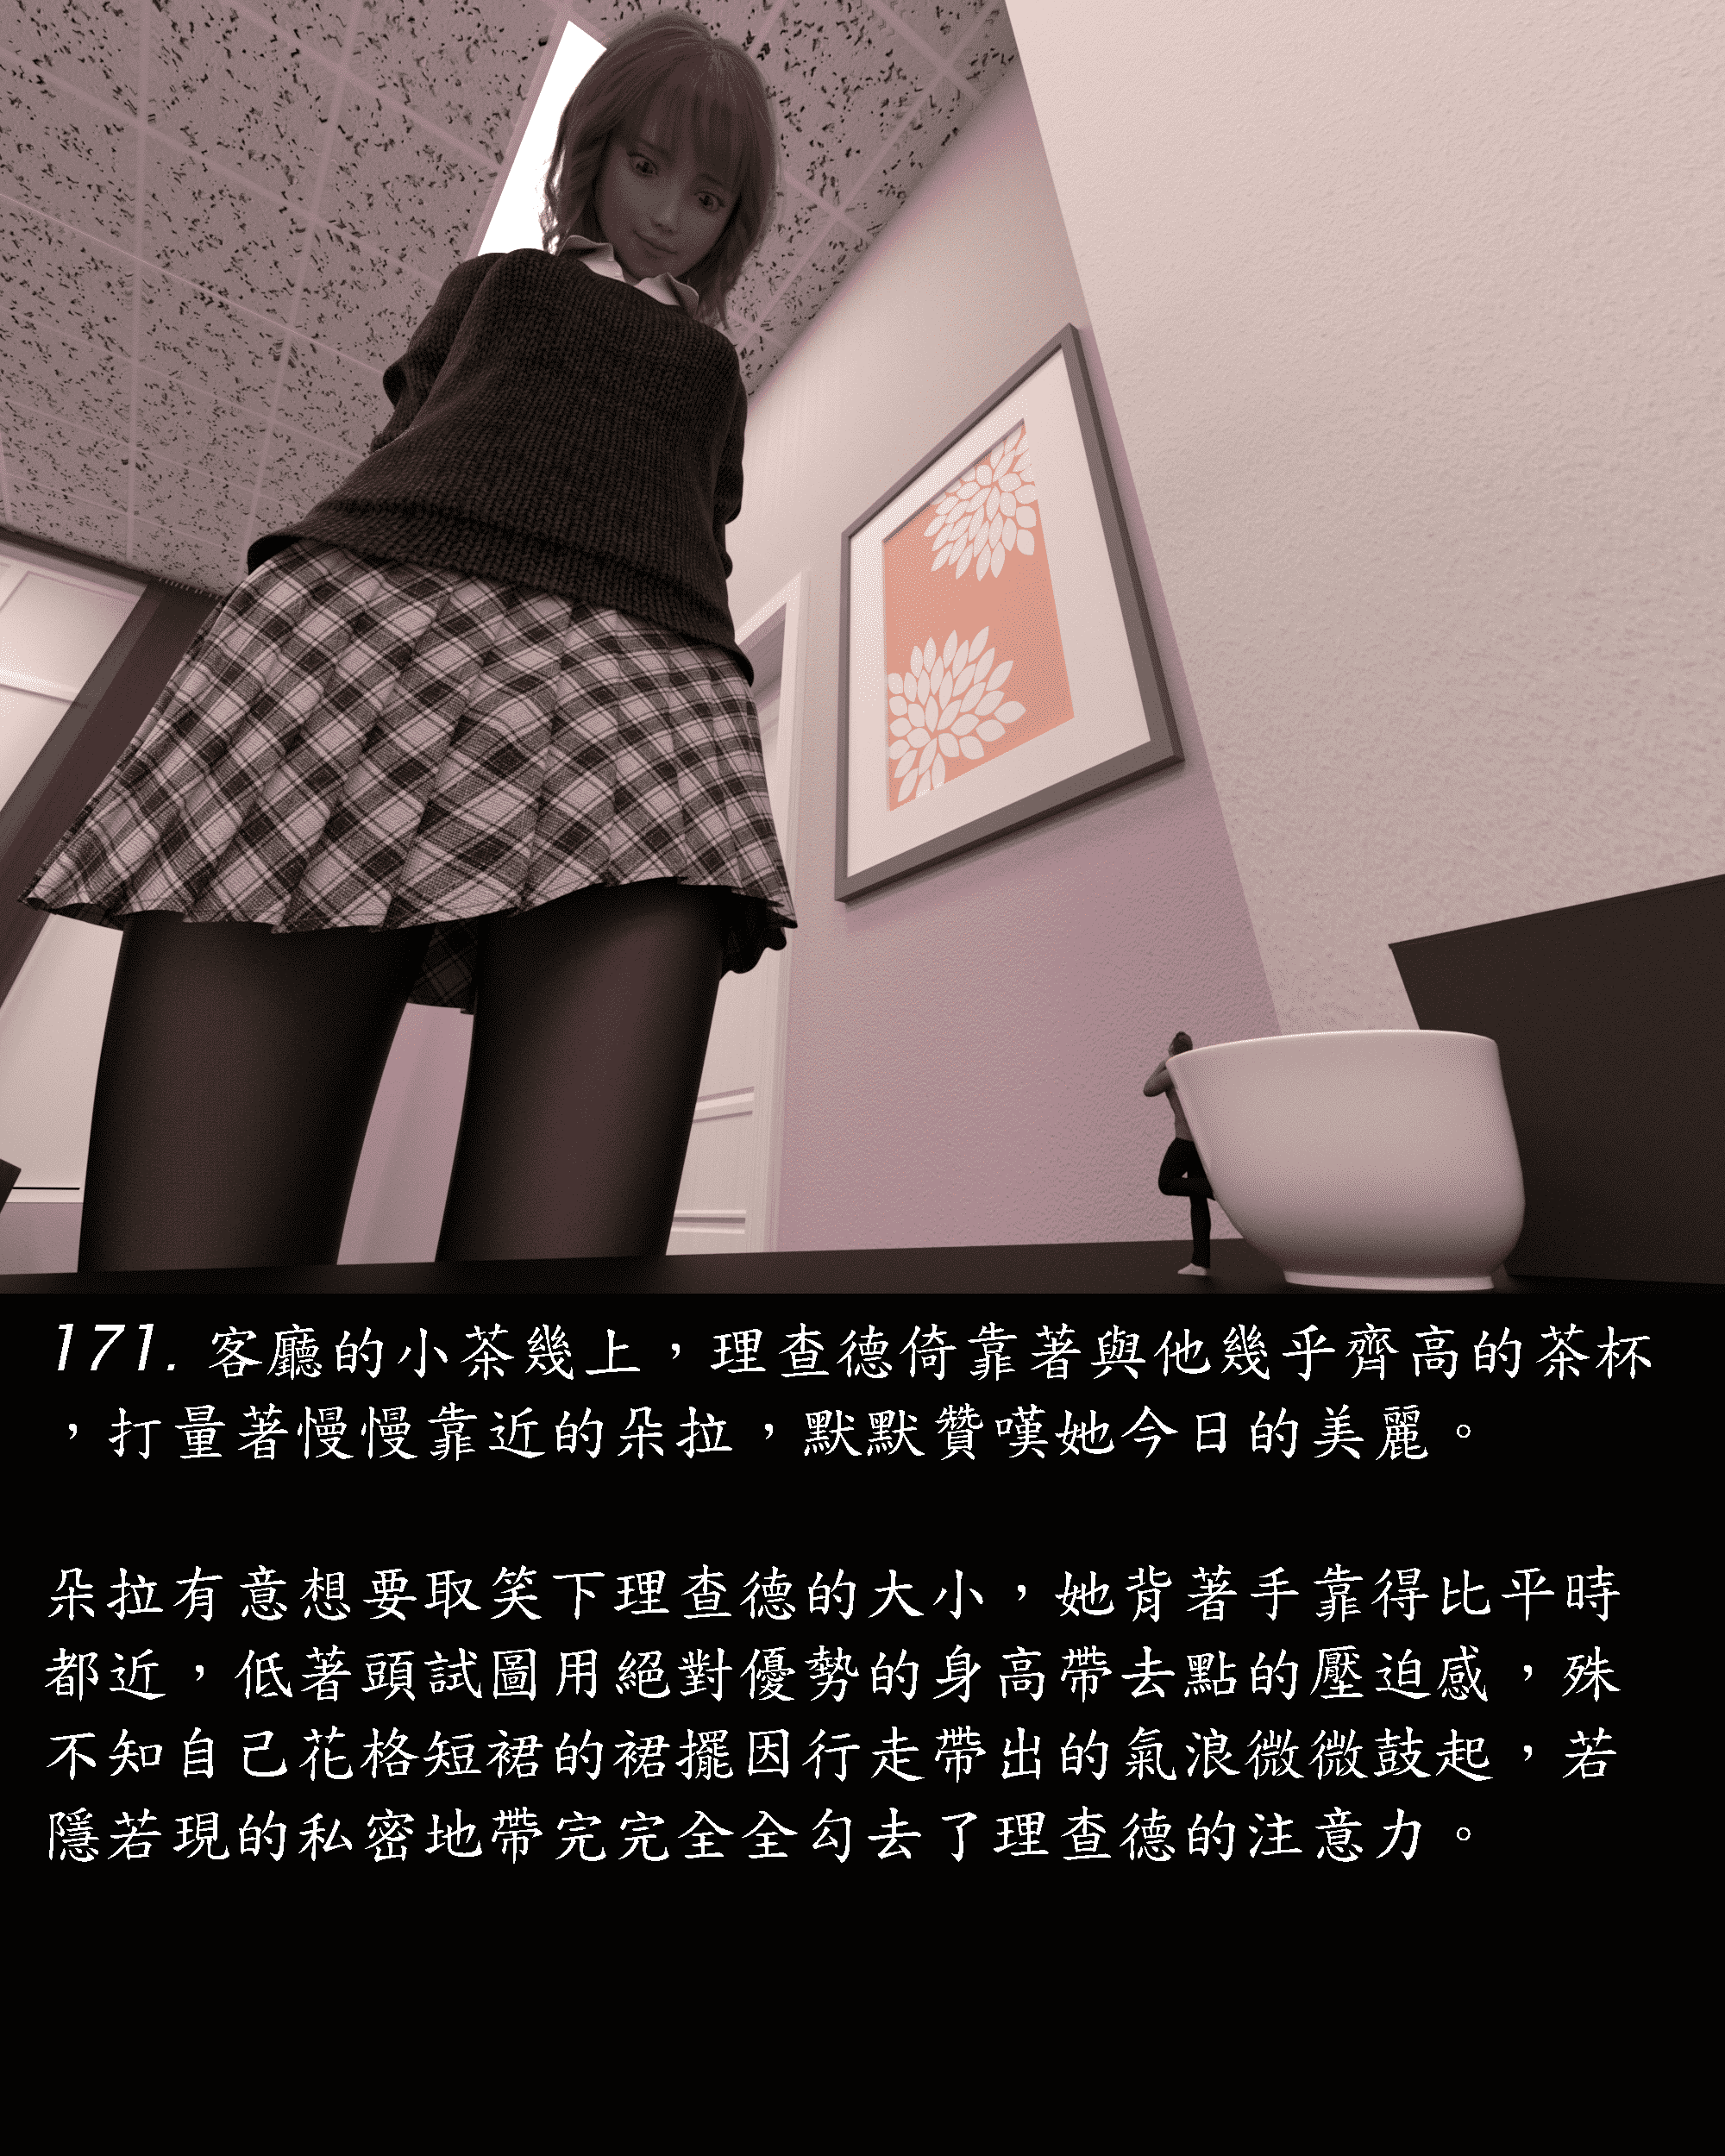 171. 客廳的小茶幾上，理查德倚靠著與他幾乎齊高的茶杯
，打量著慢慢靠近的朵拉，默默贊嘆她今日的美麗。
朵拉有意想要取笑下理查德的大小，她背著手靠得比平時
都近，低著頭試圖用絕對優勢的身高帶去點的壓迫感，殊
不知自己花格短裙的裙擺因行走帶出的氣浪微微鼓起，若
隱若現的私密地帶完完全全勾去了理查德的注意力。